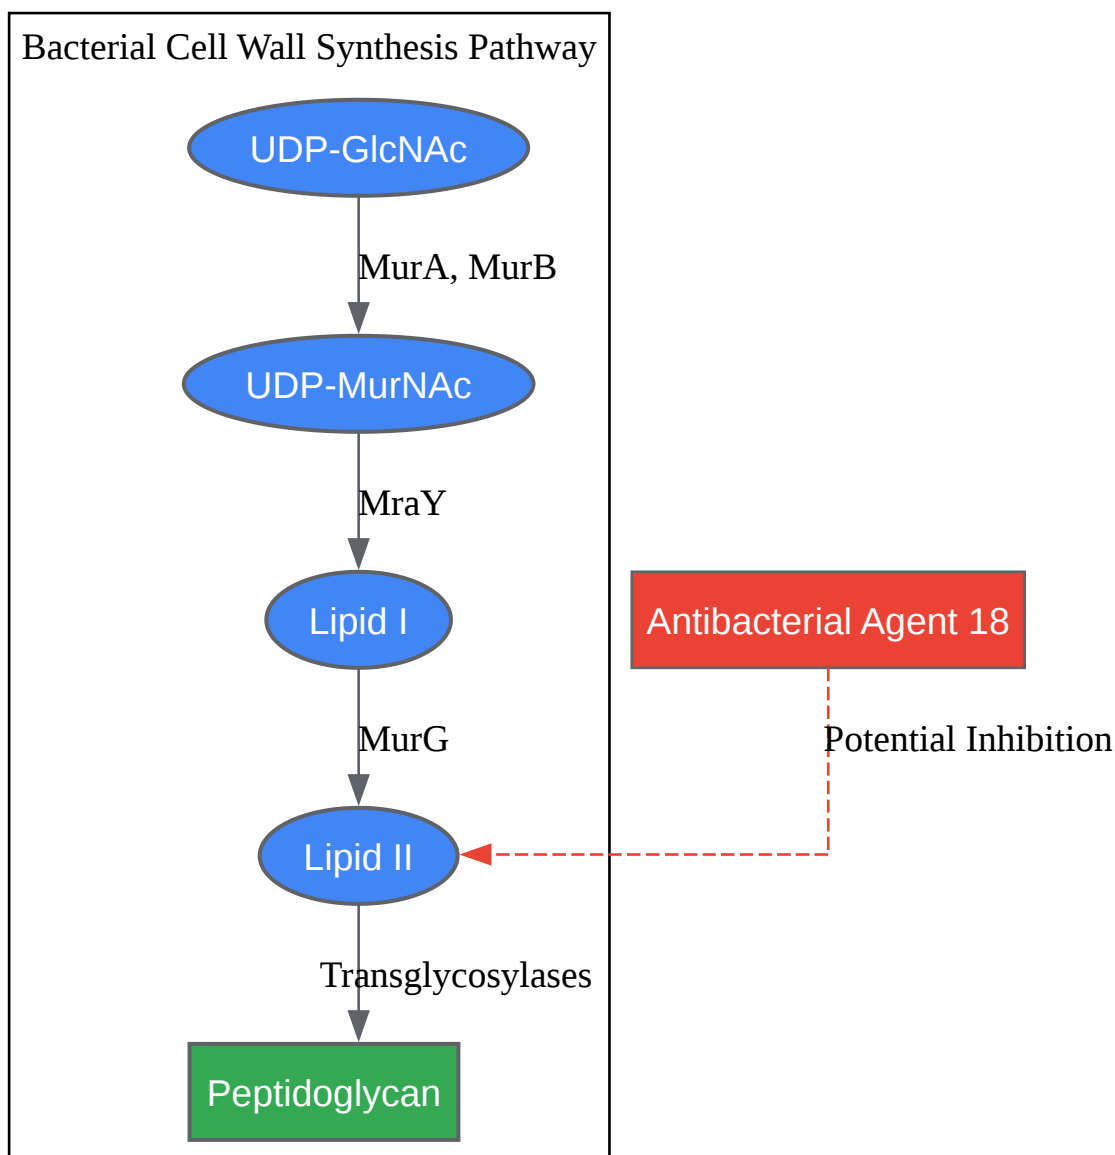 Bacterial Cell Wall Synthesis Pathway
UDP-GlcNAc
MurA, MurB
UDP-MurNAc
MraY
Lipid I
Antibacterial Agent 18
MurG
Potential Inhibition
Lipid II
Transglycosylases
Peptidoglycan